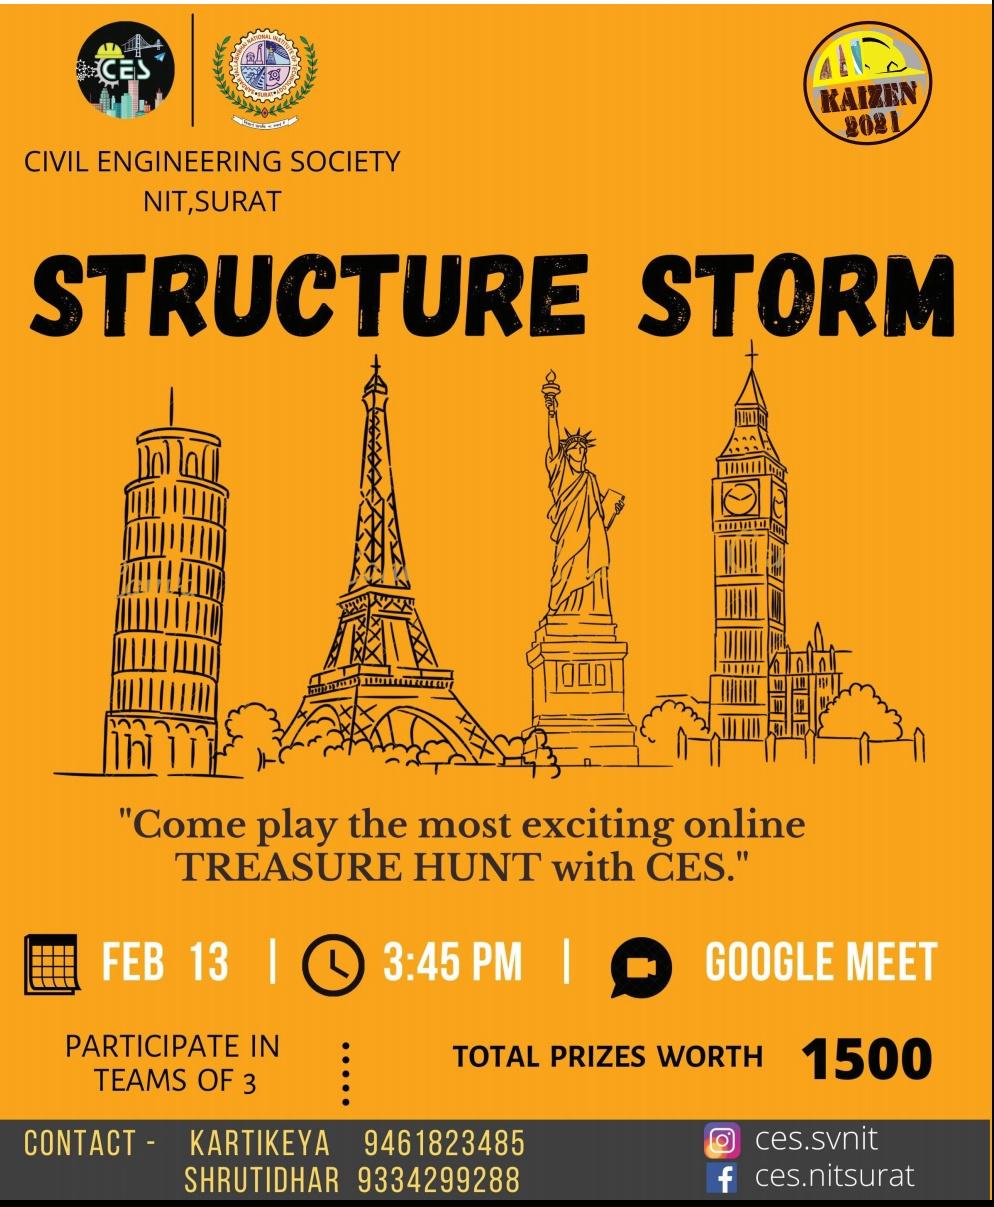 CES
KAIZEN
2021
CIVIL ENGINEERING SOCIETY
NIT,SURAT
STRUCTURE STORM
"Come play the most exciting online
TREASURE HUNT with CES."
FEB 13 | 3:45 PM | GOOGLE MEET
PARTICIPATE IN
TEAMS OF 3
TOTAL PRIZES WORTH 1500
CONTACT - KARTIKEYA 9461823485
SHRUTIDHAR 9334299288
ces.svnit
ces.nitsurat